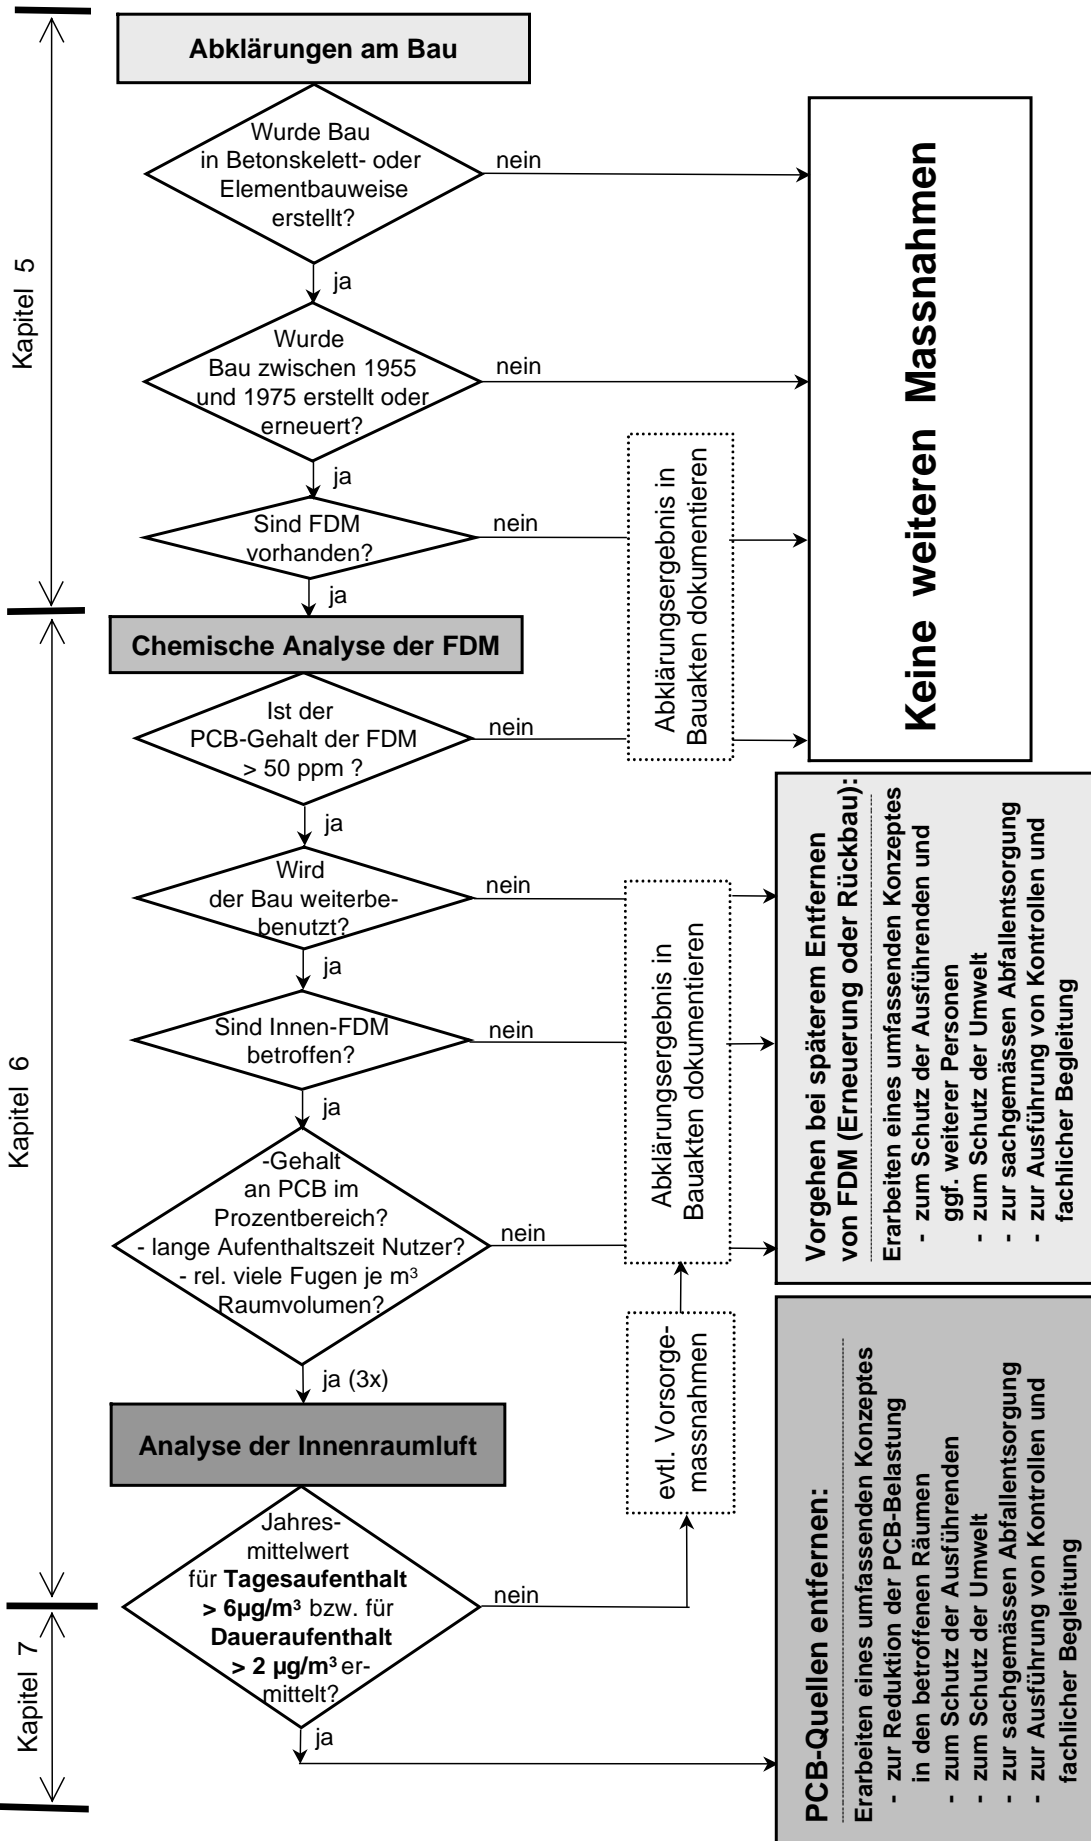 Abklärungen am Bau
Wurde Bau
in Betonskelett- oder
Elementbauweise
erstellt?
nein
ja
Wurde
Bau zwischen 1955
und 1975 erstellt oder
erneuert?
nein
ja
Sind FDM
vorhanden?
nein
ja
Kapitel 5
Abklärungsergebnis in
Bauakten dokumentieren
Keine weiteren Massnahmen
Chemische Analyse der FDM
Ist der
PCB-Gehalt der FDM
> 50 ppm ?
nein
ja
Wird
der Bau weiterbe-
benutzt?
nein
ja
Sind Innen-FDM
betroffen?
nein
ja
-Gehalt
an PCB im
Prozentbereich?
- lange Aufenthaltszeit Nutzer?
- rel. viele Fugen je m³
Raumvolumen?
nein
ja (3x)
Kapitel 6
Abklärungsergebnis in
Bauakten dokumentieren
Vorgehen bei späterem Entfernen
von FDM (Erneuerung oder Rückbau):
Erarbeiten eines umfassenden Konzeptes
- zum Schutz der Ausführenden und
ggf. weiterer Personen
- zum Schutz der Umwelt
- zur sachgemässen Abfallentsorgung
- zur Ausführung von Kontrollen und
fachlicher Begleitung
Analyse der Innenraumluft
Jahres-
mittelwert
für Tagesaufenthalt
> 6µg/m³ bzw. für
Daueraufenthalt
> 2 µg/m³ er-
mittelt?
nein
ja
evtl. Vorsorge-
massnahmen
Kapitel 7
PCB-Quellen entfernen:
Erarbeiten eines umfassenden Konzeptes
- zur Reduktion der PCB-Belastung
in den betroffenen Räumen
- zum Schutz der Ausführenden
- zum Schutz der Umwelt
- zur sachgemässen Abfallentsorgung
- zur Ausführung von Kontrollen und
fachlicher Begleitung